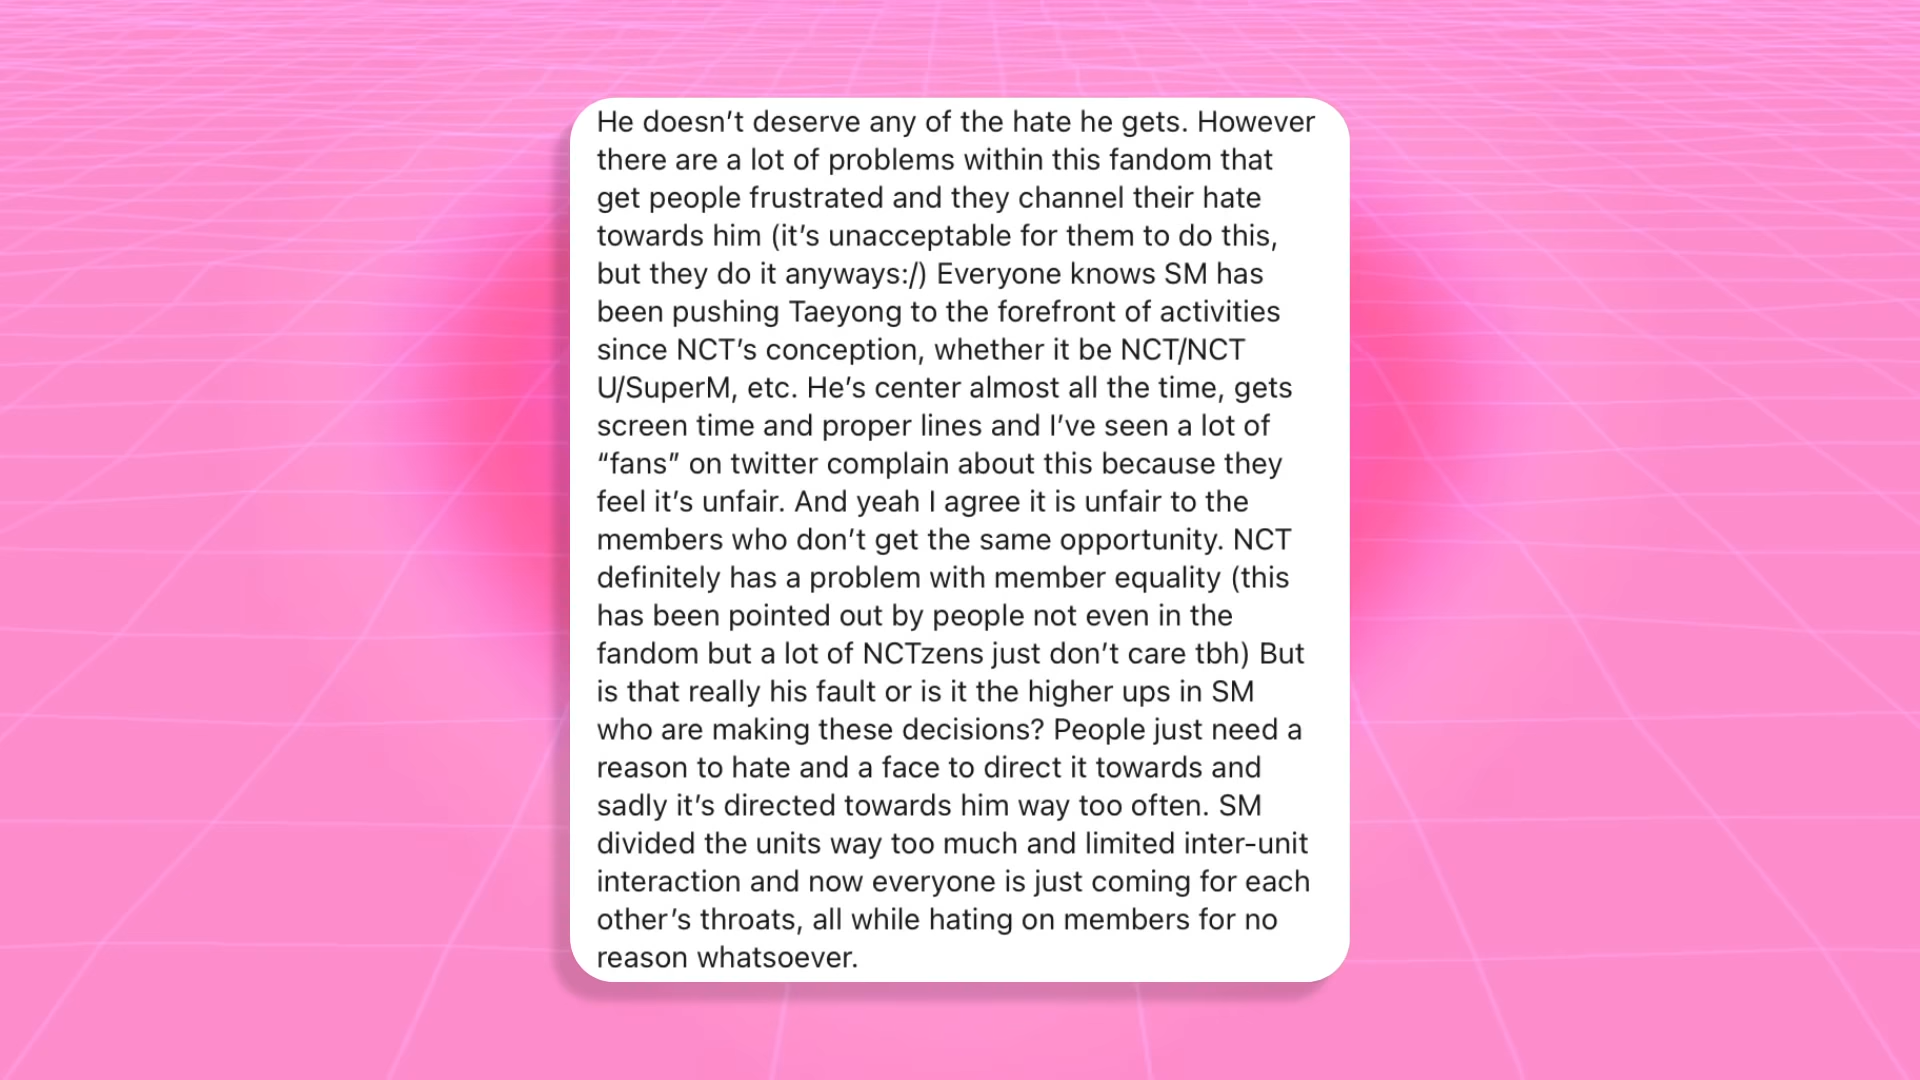 He doesn’t deserve any of the hate he gets. However
there are a lot of problems within this fandom that
get people frustrated and they channel their hate
towards him (it’s unacceptable for them to do this,
but they do it anyways:/) Everyone knows SM has
been pushing Taeyong to the forefront of activities
since NCT’s conception, whether it be NCT/NCT
U/SuperM, etc. He’s center almost all the time, gets
screen time and proper lines and I’ve seen a lot of
“fans” on twitter complain about this because they
feel it’s unfair. And yeah I agree it is unfair to the
members who don’t get the same opportunity. NCT
definitely has a problem with member equality (this
has been pointed out by people not even in the
fandom but a lot of NCTzens just don’t care tbh) But
is that really his fault or is it the higher ups in SM
who are making these decisions? People just need a
reason to hate and a face to direct it towards and
sadly it’s directed towards him way too often. SM
divided the units way too much and limited inter-unit
interaction and now everyone is just coming for each
other’s throats, all while hating on members for no
reason whatsoever.